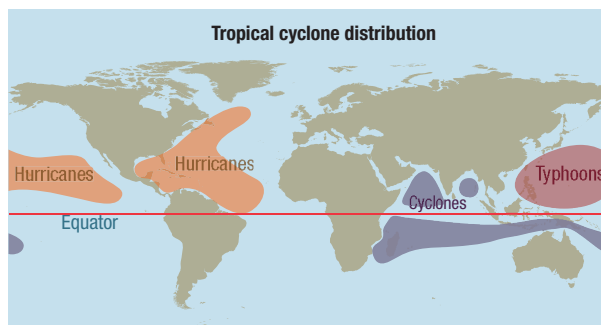 Tropical cyclone distribution
Hurricanes
Hurricanes
Typhoons
Cyclones
Equator